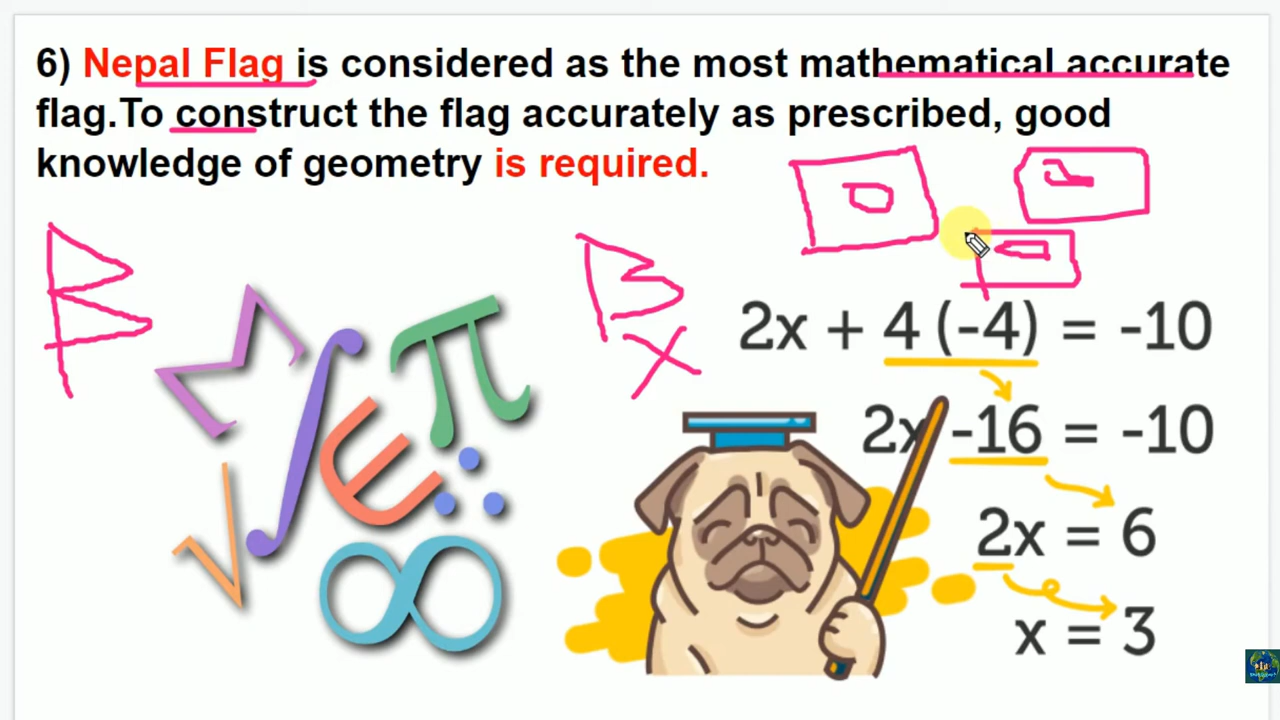 6) Nepal Flag is considered as the most mathematical accurate
flag.To construct the flag accurately as prescribed, good
knowledge of geometry is required.
2x + 4 (-4) = -10
2x -16 = -10
2x = 6
x = 3
∑ ∫ π
√ ∈ ∴
∞